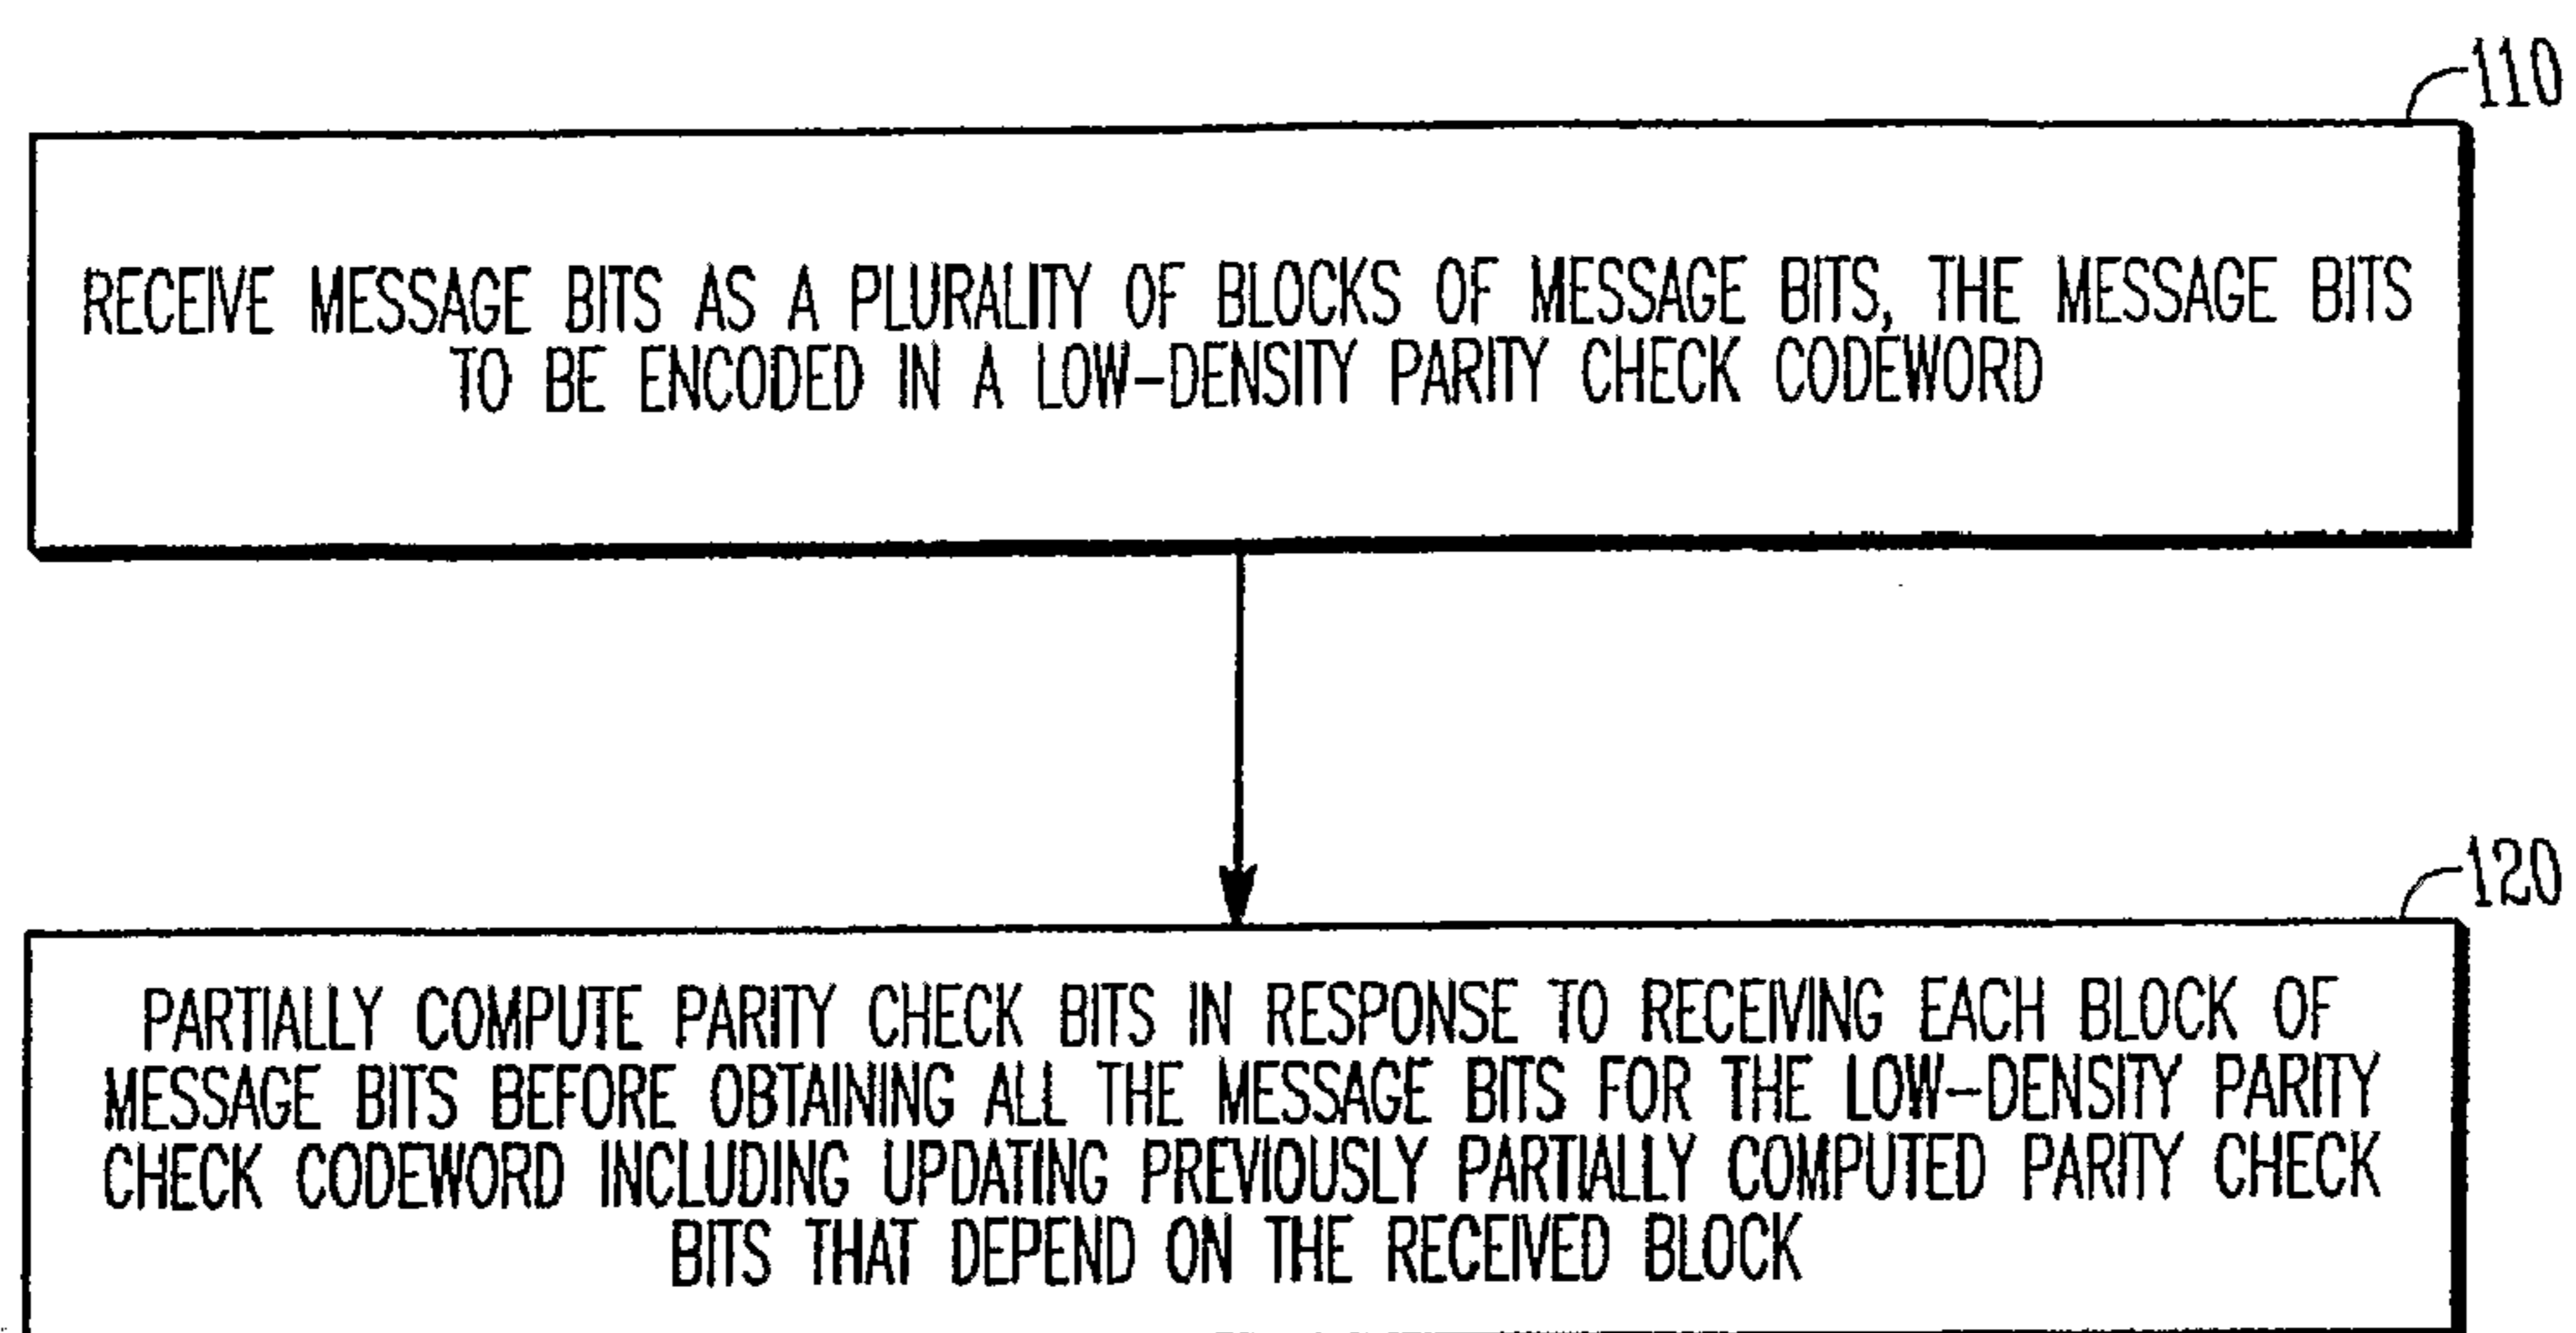 110
RECEIVE MESSAGE BITS AS A PLURALITY OF BLOCKS OF MESSAGE BITS, THE MESSAGE BITS
TO BE ENCODED IN A LOW-DENSITY PARITY CHECK CODEWORD
120
PARTIALLY COMPUTE PARITY CHECK BITS IN RESPONSE TO RECEIVING EACH BLOCK OF
MESSAGE BITS BEFORE OBTAINING ALL THE MESSAGE BITS FOR THE LOW-DENSITY PARITY
CHECK CODEWORD INCLUDING UPDATING PREVIOUSLY PARTIALLY COMPUTED PARITY CHECK
BITS THAT DEPEND ON THE RECEIVED BLOCK